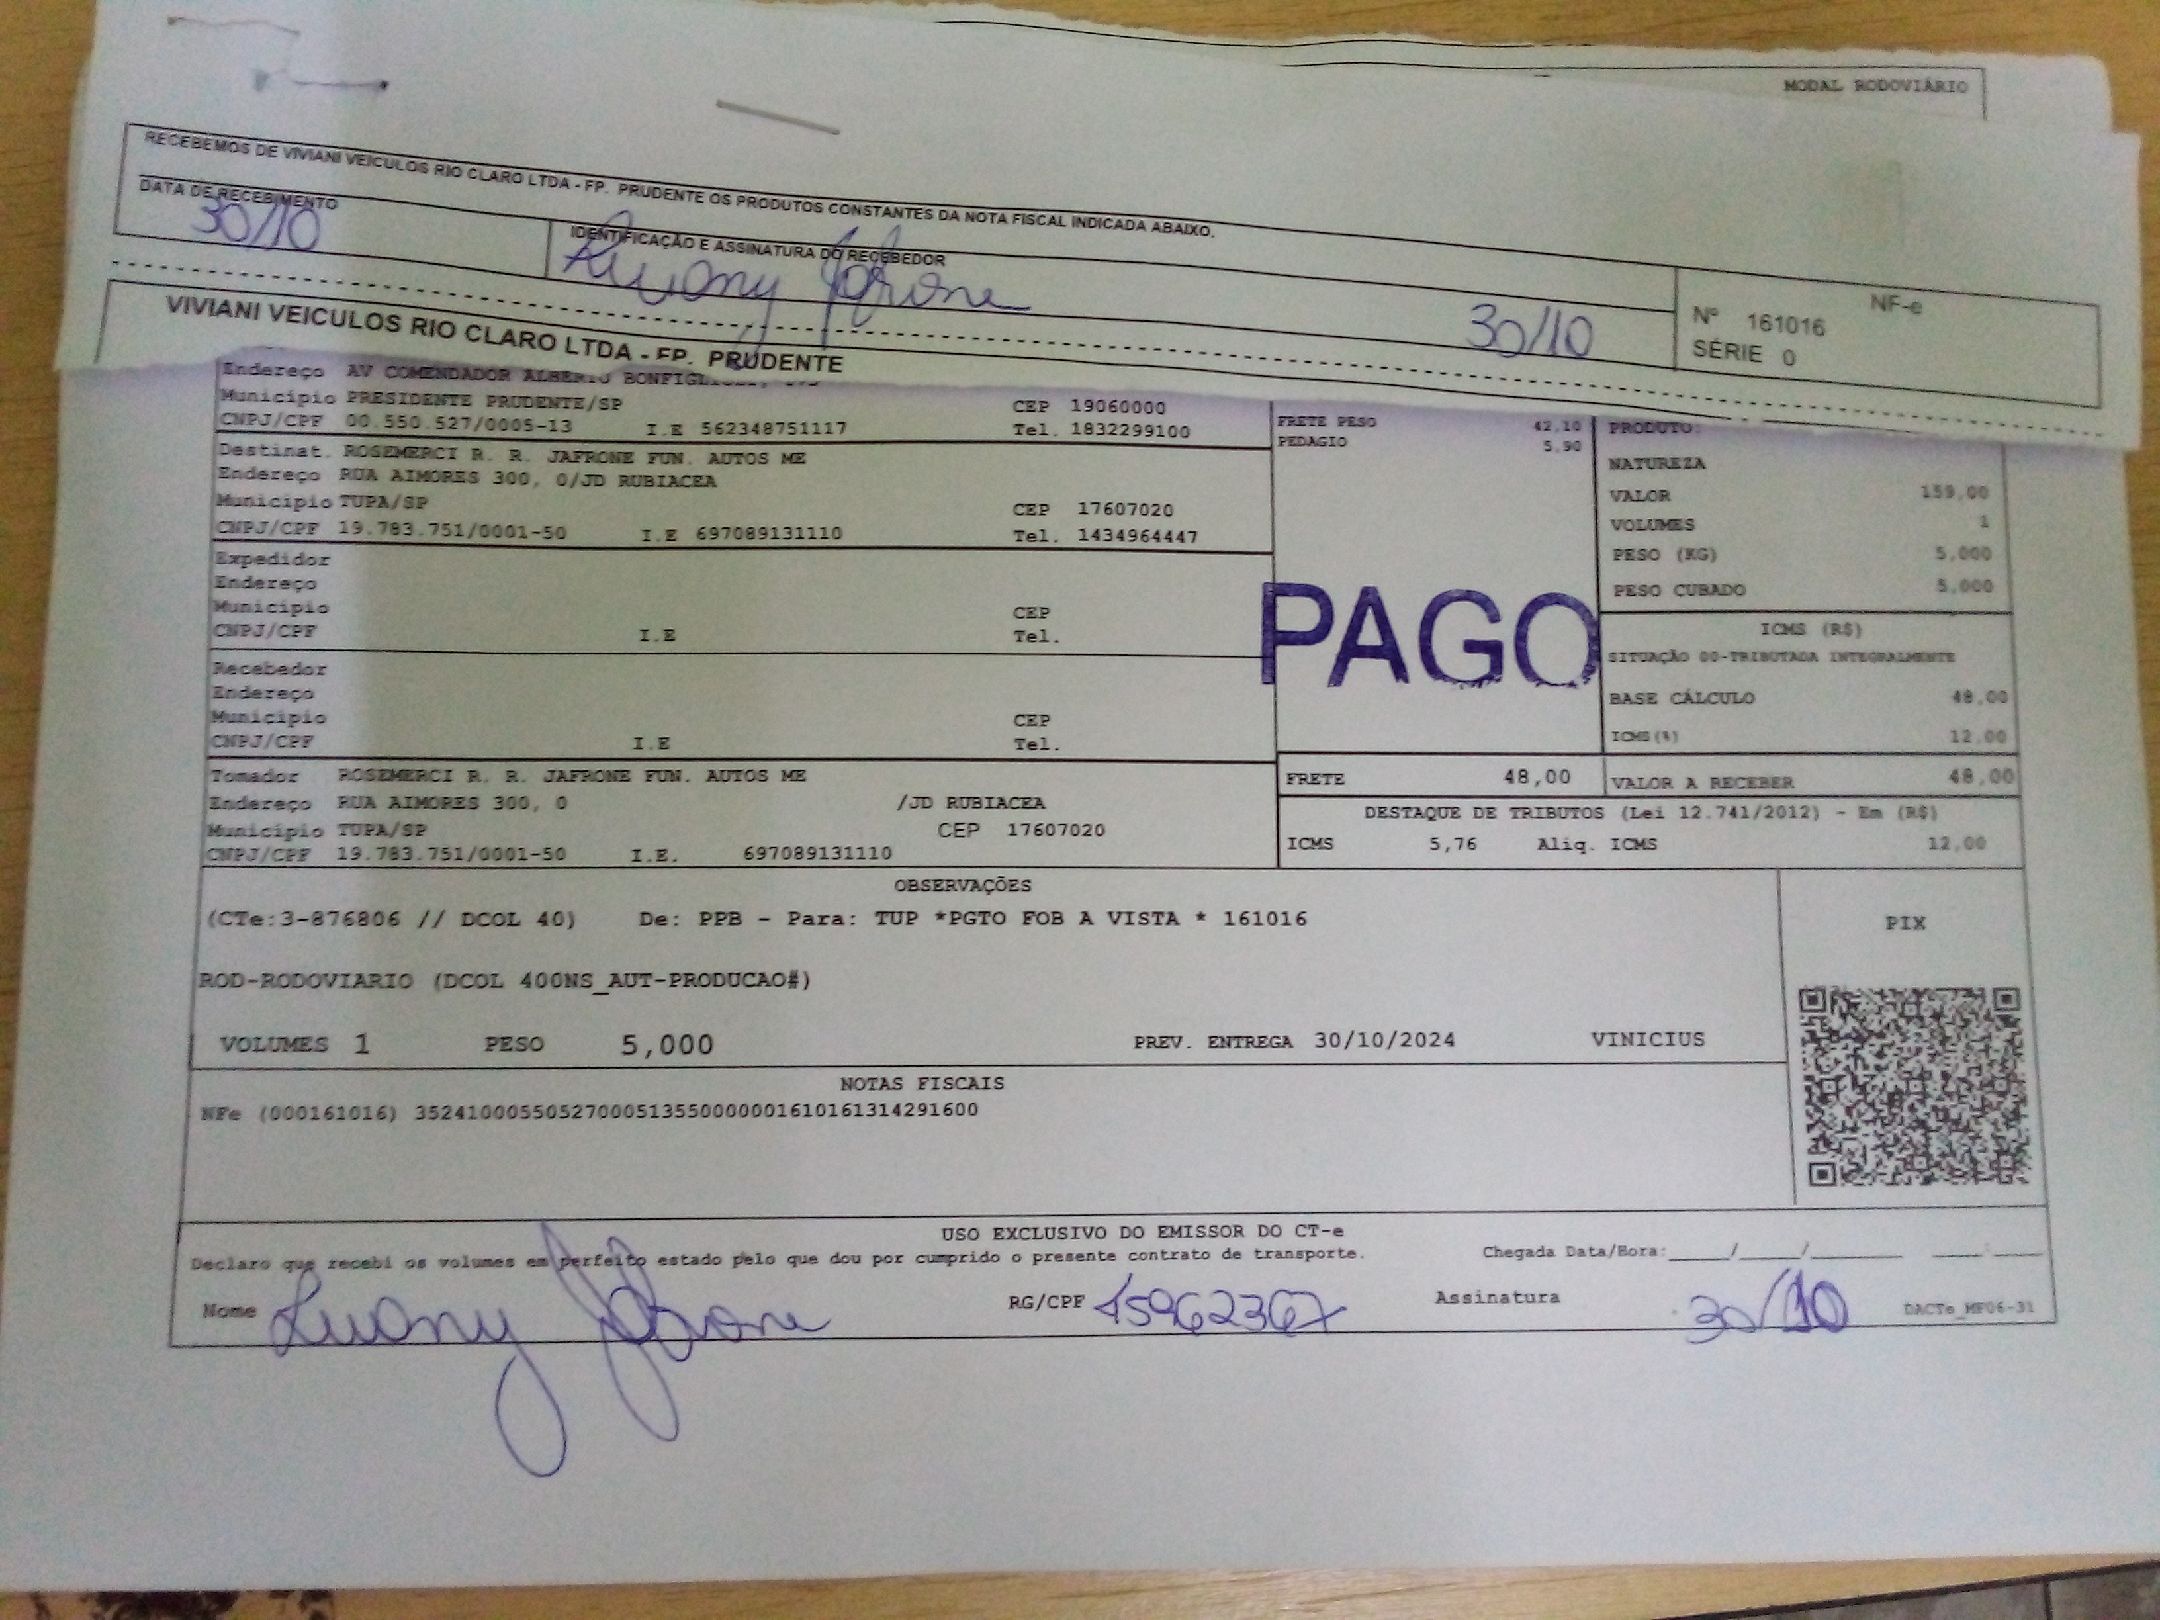 MODAL RODOVIÁRIO
RECEBEMOS DE VIVIANI VEICULOS RIO CLARO LTDA - FP. PRUDENTE OS PRODUTOS CONSTANTES DA NOTA FISCAL INDICADA ABAIXO.
DATA DE RECEBIMENTO
30/10
IDENTIFICAÇÃO E ASSINATURA DO RECEBEDOR
Jafrone
30/10
NF-e
Nº 161016
SÉRIE 0
VIVIANI VEICULOS RIO CLARO LTDA - FP. PRUDENTE
Endereço AV COMENDADOR ALBERTO
Município PRESIDENTE PRUDENTE/SP CEP 19060000
CNPJ/CPF 00.550.527/0005-13 I.E 562348751117 Tel. 1832299100
Destinat. ROSEMERCI R. R. JAFRONE FUN. AUTOS ME
Endereço RUA AIMORES 300, 0/JD RUBIACEA
Município TUPA/SP CEP 17607020
CNPJ/CPF 19.783.751/0001-50 I.E 697089131110 Tel. 1434964447
Expedidor
Endereço
Município CEP
CNPJ/CPF I.E Tel.
Recebedor
Endereço
Município CEP
CNPJ/CPF I.E Tel.
Tomador ROSEMERCI R. R. JAFRONE FUN. AUTOS ME
Endereço RUA AIMORES 300, 0 /JD RUBIACEA
Município TUPA/SP CEP 17607020
CNPJ/CPF 19.783.751/0001-50 I.E. 697089131110
FRETE PESO 42,10
PEDAGIO 5,90
PAGO
FRETE 48,00
PRODUTO:
NATUREZA
VALOR 159,00
VOLUMES 1
PESO (KG) 5,000
PESO CUBADO 5,000
ICMS (R$)
SITUAÇÃO 00-TRIBUTADA INTEGRALMENTE
BASE CÁLCULO 48,00
ICMS(%) 12,00
VALOR A RECEBER 48,00
DESTAQUE DE TRIBUTOS (Lei 12.741/2012) - Em (R$)
ICMS 5,76 Aliq. ICMS 12,00
OBSERVAÇÕES
(CTe:3-876806 // DCOL 40) De: PPB - Para: TUP *PGTO FOB A VISTA * 161016
ROD-RODOVIARIO (DCOL 400NS_AUT-PRODUCAO#)
VOLUMES 1 PESO 5,000 PREV. ENTREGA 30/10/2024 VINICIUS
PIX
NOTAS FISCAIS
NFe (000161016) 35241000550527000513550000001610161314291600
USO EXCLUSIVO DO EMISSOR DO CT-e
Declaro que recebi os volumes em perfeito estado pelo que dou por cumprido o presente contrato de transporte. Chegada Data/Hora:____/____/______ ____:____
Nome Jafrone RG/CPF 45962367x Assinatura 30/10 DACTe_MF06-31